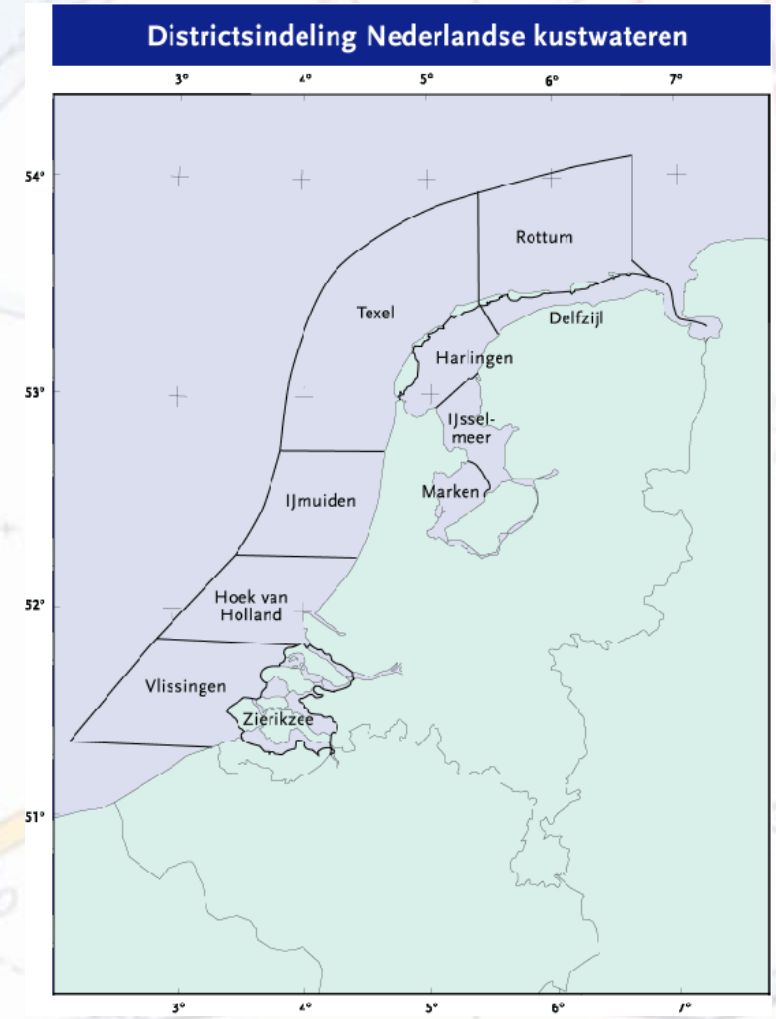 Districtsindeling Nederlandse kustwateren
3° 4° 5° 6° 7°
54°
Rottum
Texel
Delfzijl
Harlingen
53°
IJssel-
meer
Marken
IJmuiden
Hoek van
Holland
52°
Vlissingen
Zierikzee
51°
3° 4° 5° 6° 7°